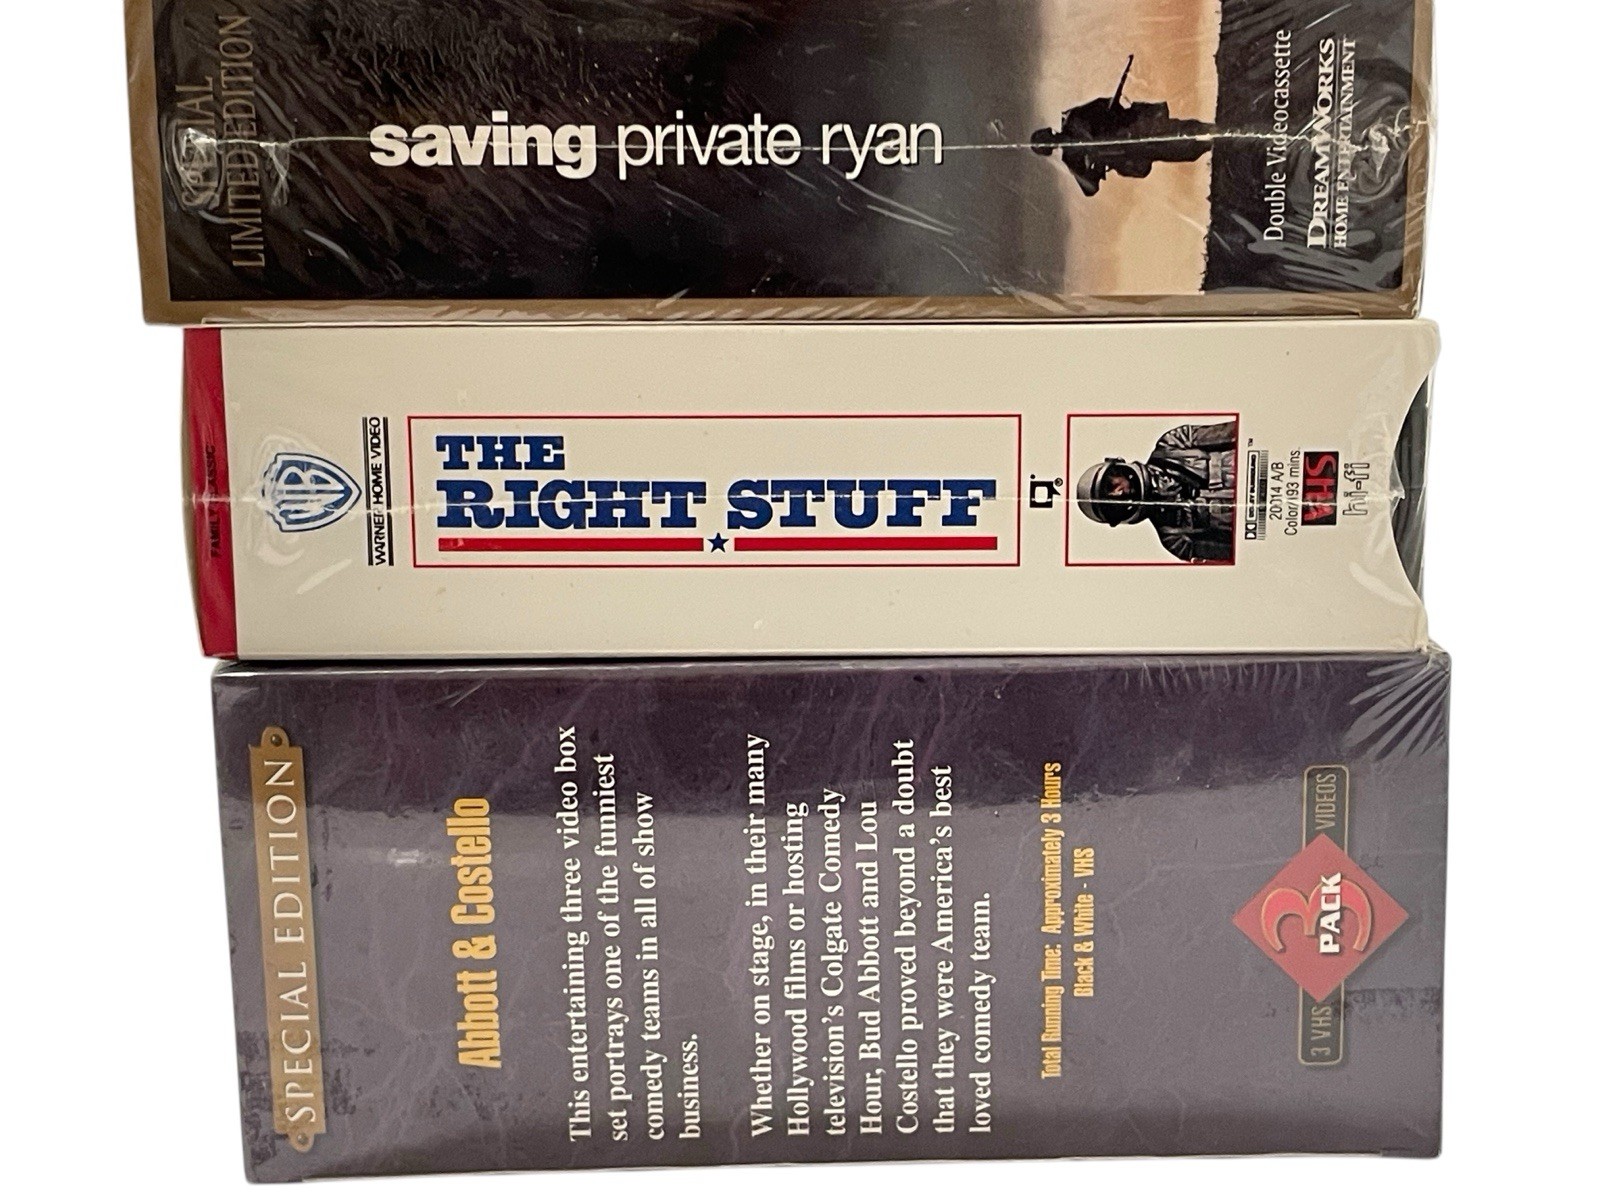 SPECIAL
LIMITED EDITION
saving private ryan
Double Videocassette
DREAMWORKS
HOME ENTERTAINMENT
FAMILY CLASSIC
WB
WARNER HOME VIDEO
THE
RIGHT STUFF
20014 A/B
Color/193 mins.
VHS
hi-fi
SPECIAL EDITION
Abbott & Costello
This entertaining three video box
set portrays one of the funniest
comedy teams in all of show
business.
Whether on stage, in their many
Hollywood films or hosting
television's Colgate Comedy
Hour, Bud Abbott and Lou
Costello proved beyond a doubt
that they were America's best
loved comedy team.
Total Running Time: Approximately 3 Hours
Black & White - VHS
3 VHS
3
PACK
VIDEOS